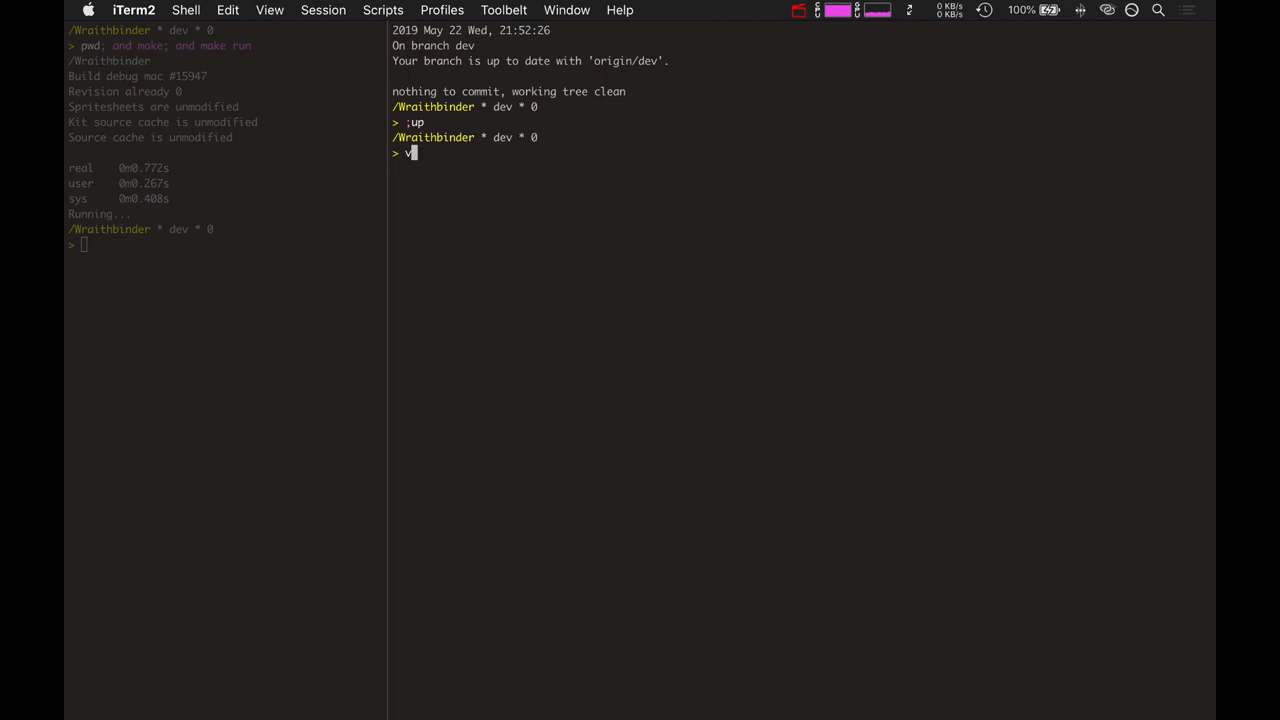 iTerm2 Shell Edit View Session Scripts Profiles Toolbelt Window Help CPU GPU 0 KB/s 0 KB/s 100%
/Wraithbinder * dev * 0
> pwd; and make; and make run
/Wraithbinder
Build debug mac #15947
Revision already 0
Spritesheets are unmodified
Kit source cache is unmodified
Source cache is unmodified
real 0m0.772s
user 0m0.267s
sys 0m0.408s
Running...
/Wraithbinder * dev * 0
>
2019 May 22 Wed, 21:52:26
On branch dev
Your branch is up to date with 'origin/dev'.
nothing to commit, working tree clean
/Wraithbinder * dev * 0
> ;up
/Wraithbinder * dev * 0
> v